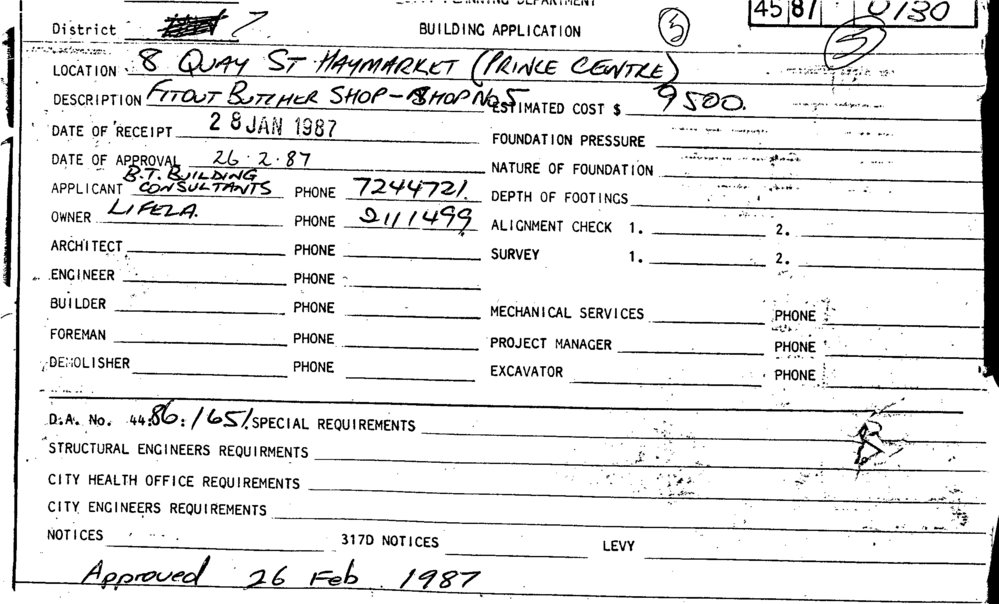 PLANNING DEPARTMENT
45 87 0130
District 7 BUILDING APPLICATION 5 5
LOCATION 8 QUAY ST HAYMARKET (PRINCE CENTRE)
DESCRIPTION FITOUT BUTCHER SHOP - SHOP No 5 ESTIMATED COST $ 9500.
DATE OF RECEIPT 28 JAN 1987 FOUNDATION PRESSURE
DATE OF APPROVAL 26.2.87 NATURE OF FOUNDATION
B.T. BUILDING
APPLICANT CONSULTANTS PHONE 7244721. DEPTH OF FOOTINGS
OWNER LIFEZA. PHONE 2111499 ALIGNMENT CHECK 1. 2.
ARCHITECT PHONE SURVEY 1. 2.
ENGINEER PHONE
BUILDER PHONE MECHANICAL SERVICES PHONE
FOREMAN PHONE PROJECT MANAGER PHONE
DEMOLISHER PHONE EXCAVATOR PHONE
D.A. No. 44.86:1651. SPECIAL REQUIREMENTS
STRUCTURAL ENGINEERS REQUIRMENTS
CITY HEALTH OFFICE REQUIREMENTS
CITY ENGINEERS REQUIREMENTS
NOTICES 317D NOTICES LEVY
Approved 26 Feb 1987